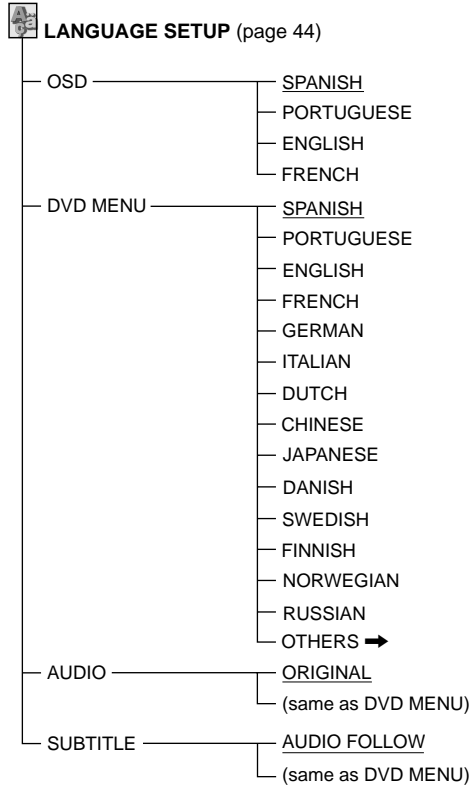 LANGUAGE SETUP (page 44)
OSD
SPANISH
PORTUGUESE
ENGLISH
FRENCH
DVD MENU
SPANISH
PORTUGUESE
ENGLISH
FRENCH
GERMAN
ITALIAN
DUTCH
CHINESE
JAPANESE
DANISH
SWEDISH
FINNISH
NORWEGIAN
RUSSIAN
OTHERS ➡
AUDIO
ORIGINAL
(same as DVD MENU)
SUBTITLE
AUDIO FOLLOW
(same as DVD MENU)